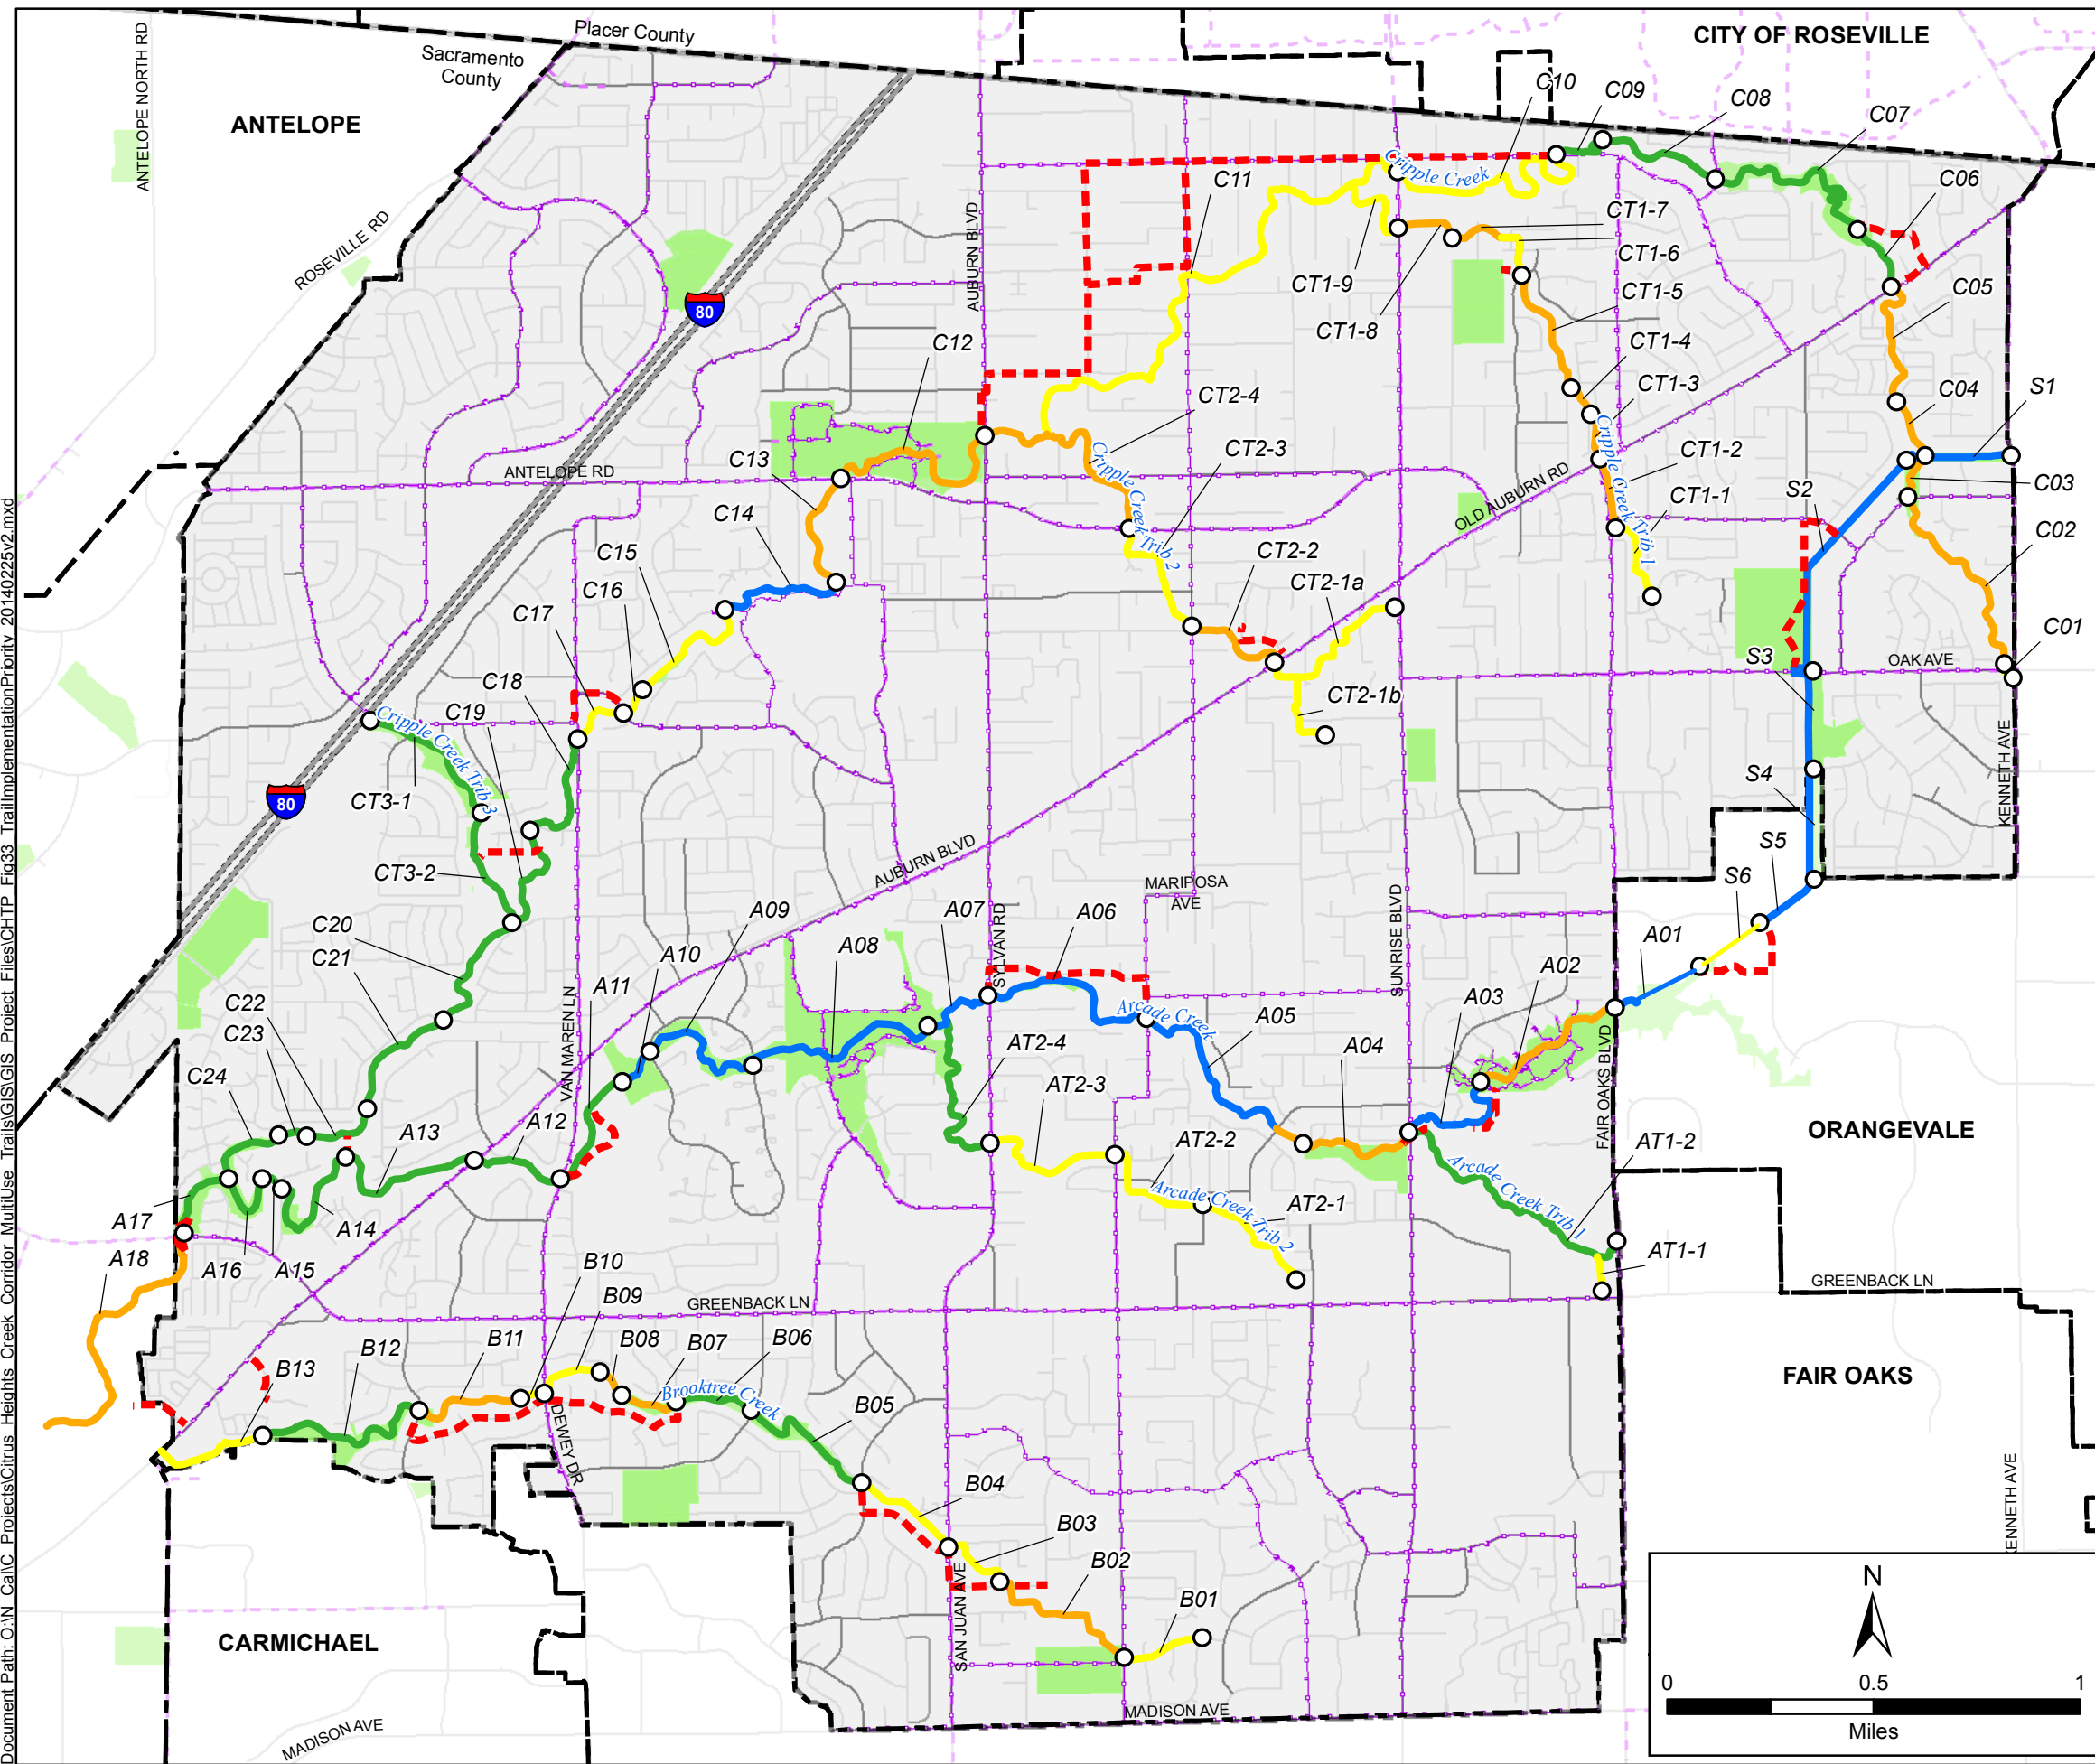 Document Path: O:\N_Cal\C_Projects\Citrus_Heights_Creek_Corridor_MultiUse_Trails\GIS\GIS_Project_Files\CHTP_Fig33_TrailImplementationPriority_20140225v2.mxd
Placer County
Sacramento
County
CITY OF ROSEVILLE
ANTELOPE NORTH RD
ANTELOPE
ROSEVILLE RD
C10
C09
C08
C07
Cripple Creek
C11
C06
AUBURN BLVD
CT1-7
CT1-6
CT1-9
CT1-5
C05
80
CT1-8
C12
CT1-4
CT1-3
C04
S1
CT2-4
Cripple Creek Trib 1
CT2-3
CT1-2
C13
ANTELOPE RD
Cripple Creek Trib 2
OLD AUBURN RD
CT1-1
S2
C03
C14
C02
C15
CT2-2
C16
CT2-1a
C17
C01
S3
OAK AVE
C18
CT2-1b
C19
Cripple Creek Trib 3
KENNETH AVE
80
CT3-1
S4
S5
CT3-2
AUBURN BLVD
S6
MARIPOSA
AVE
SUNRISE BLVD
C20
C21
A09
A07
SYLVAN RD
A06
A10
A08
A01
A02
A11
VAN MAREN LN
A03
C22
C23
Arcade Creek
A05
FAIR OAKS BLVD
A04
AT2-4
C24
AT2-3
A13
A12
AT2-2
AT1-2
ORANGEVALE
Arcade Creek Trib 1
Arcade Creek Trib 2
AT2-1
A17
A14
A18
A16
A15
AT1-1
GREENBACK LN
B10
B09
GREENBACK LN
B11
B08
B07
B06
B12
B13
Brooktree Creek
FAIR OAKS
B05
DEWEY DR
B04
KENNETH AVE
B03
B02
SAN JUAN AVE
B01
CARMICHAEL
MADISON AVE
MADISON AVE
N
0
0.5
1
Miles